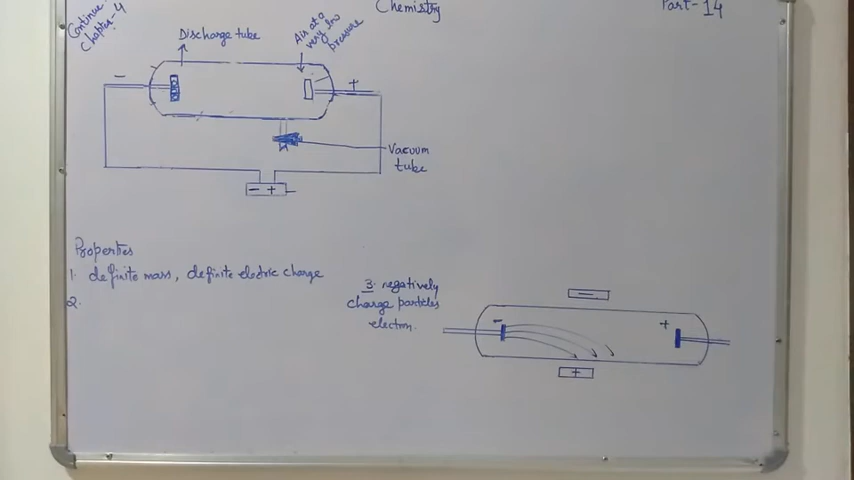 Continue.
Chapter-4
Chemistry
Part-14
Discharge tube
Air at a
very low
pressure
-
+
Vacuum
tube
- +
Properties
1. definite mass, definite electric charge
2.
3. negatively
charge particles
electron.
-
-
+
+